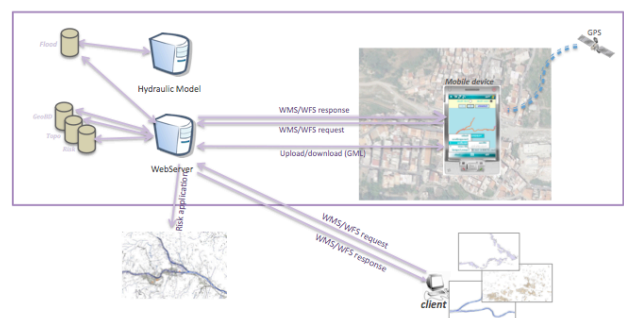 GPS
Flood
Mobile device
Hydraulic Model
WMS/WFS response
WMS/WFS request
Topo
Risk
WebServer
Upload/download (GML)
Risk application
WMS/WFS request
WMS/WFS response
client